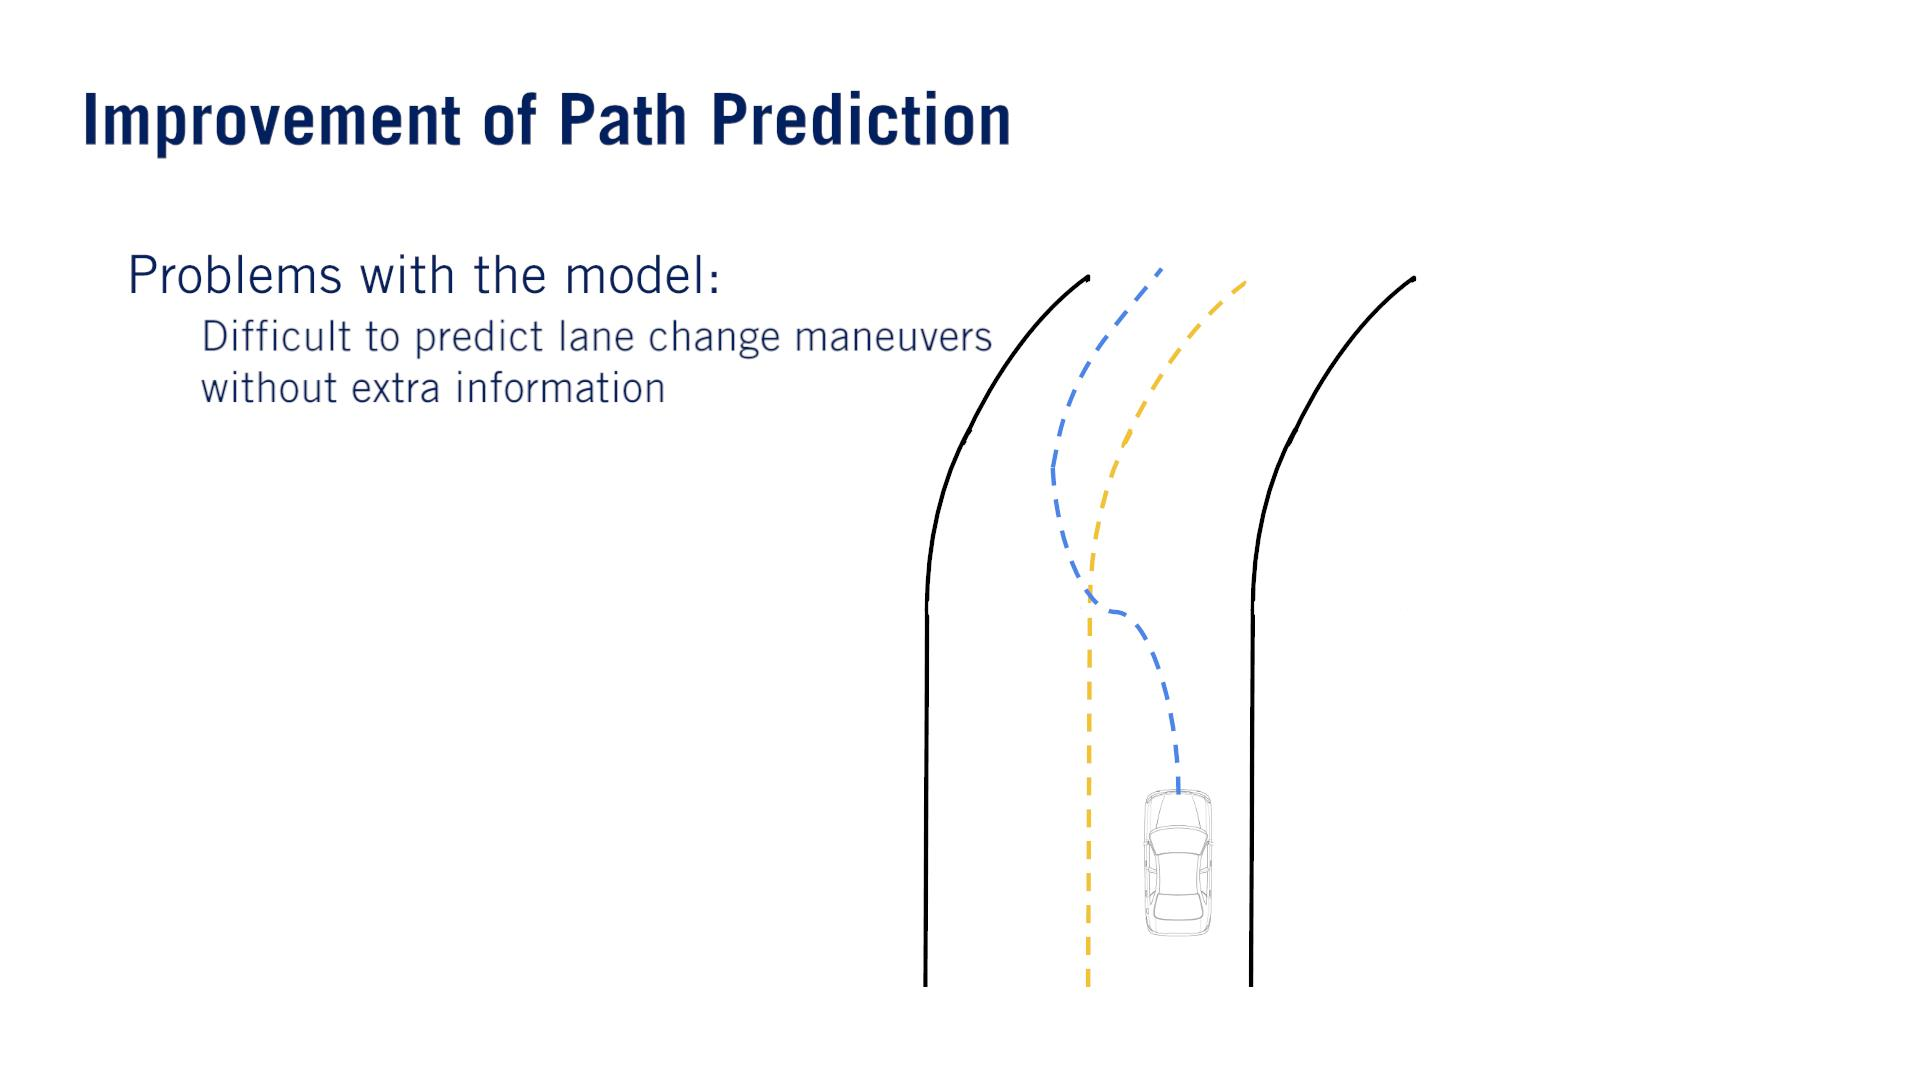 Improvement of Path Prediction
Problems with the model:
Difficult to predict lane change maneuvers
without extra information